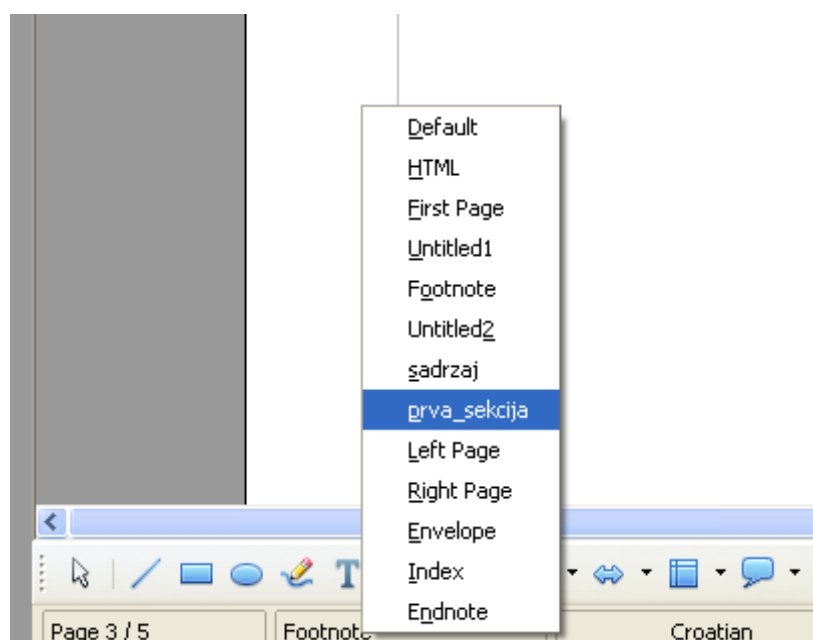 Default
HTML
First Page
Untitled1
Footnote
Untitled2
sadrzaj
prva_sekcija
Left Page
Right Page
Envelope
Index
Endnote
T
Page 3 / 5 Footnote Croatian